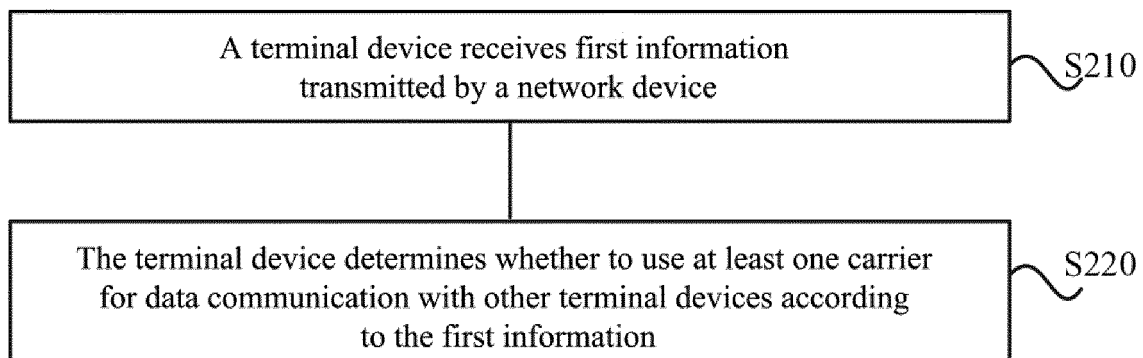 A terminal device receives first information
transmitted by a network device
S210
The terminal device determines whether to use at least one carrier
for data communication with other terminal devices according
to the first information
S220